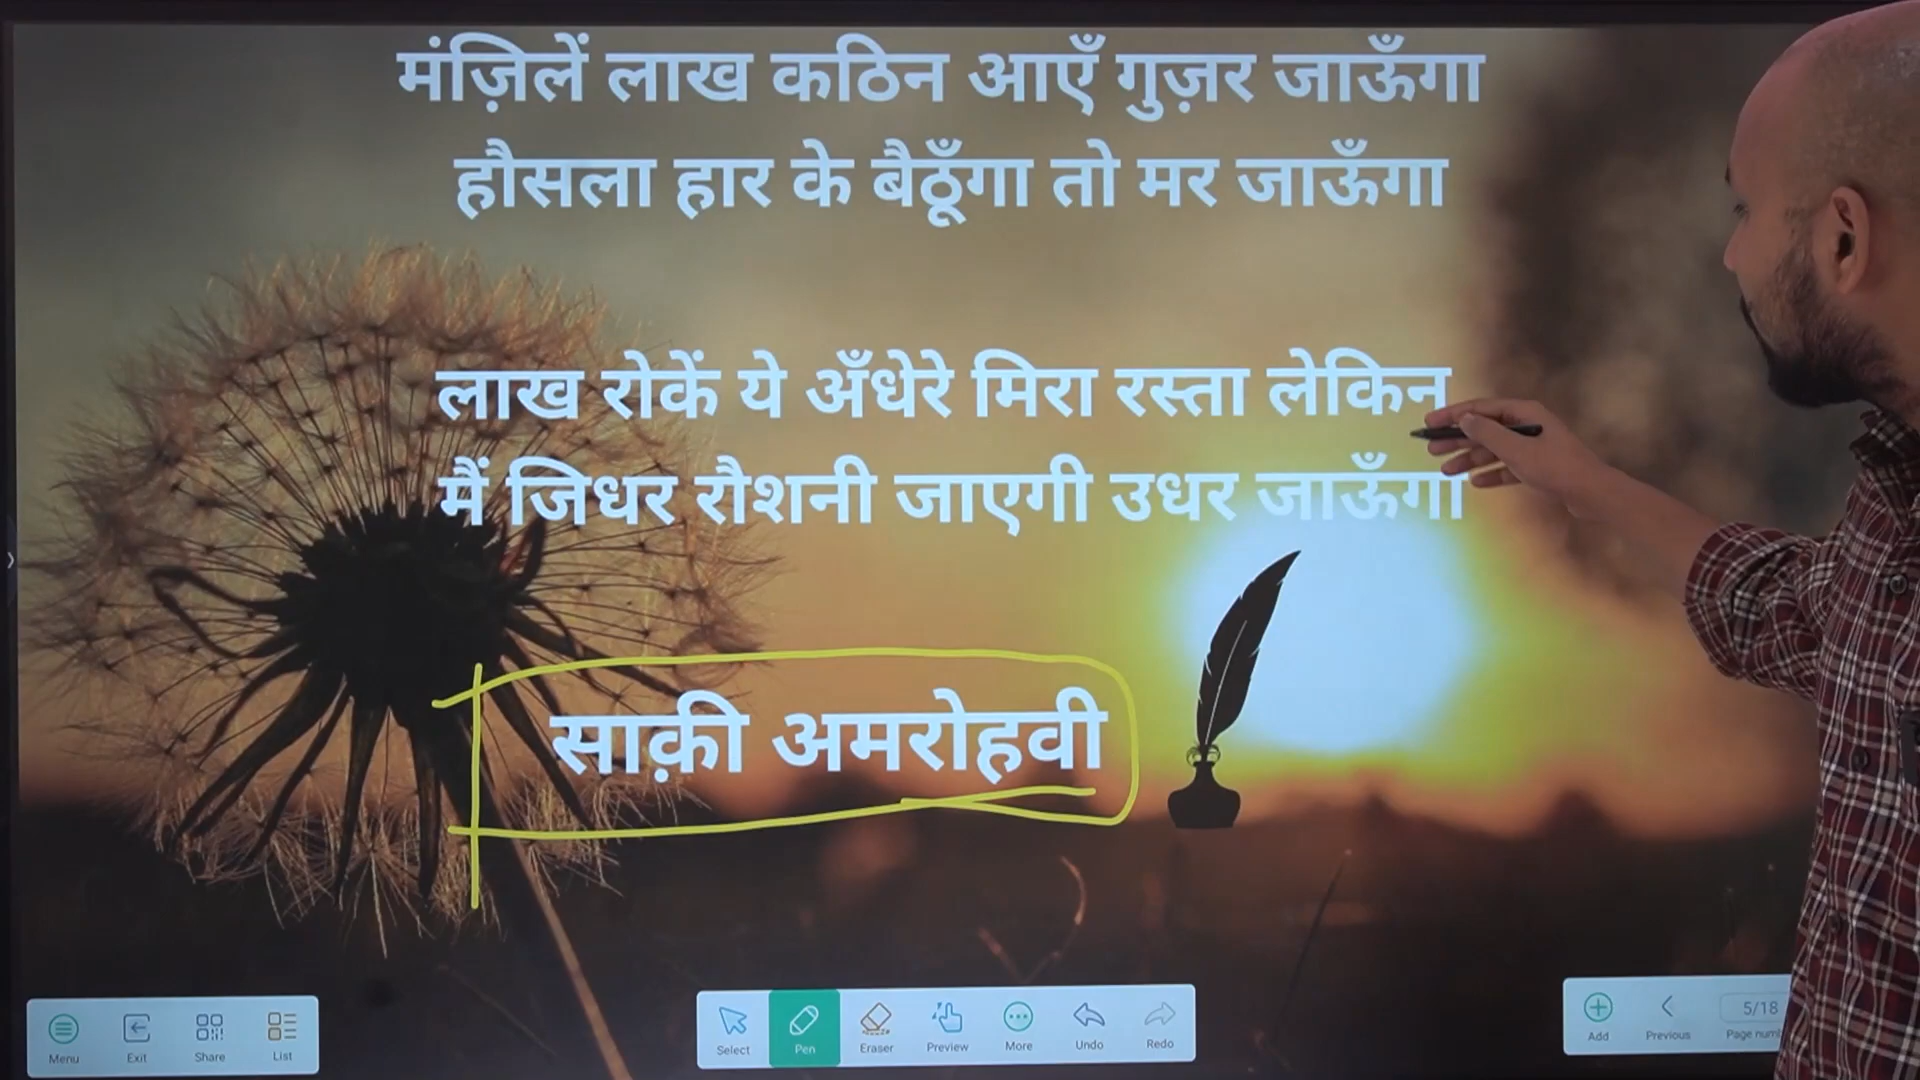 मंज़िलें लाख कठिन आएँ गुज़र जाऊँगा
हौसला हार के बैठूँगा तो मर जाऊँगा
लाख रोकें ये अँधेरे मिरा रस्ता लेकिन
मैं जिधर रौशनी जाएगी उधर जाऊँगा
साक़ी अमरोहवी
Menu Exit Share List
Select Pen Eraser Preview More Undo Redo
5/18
Add Previous Page